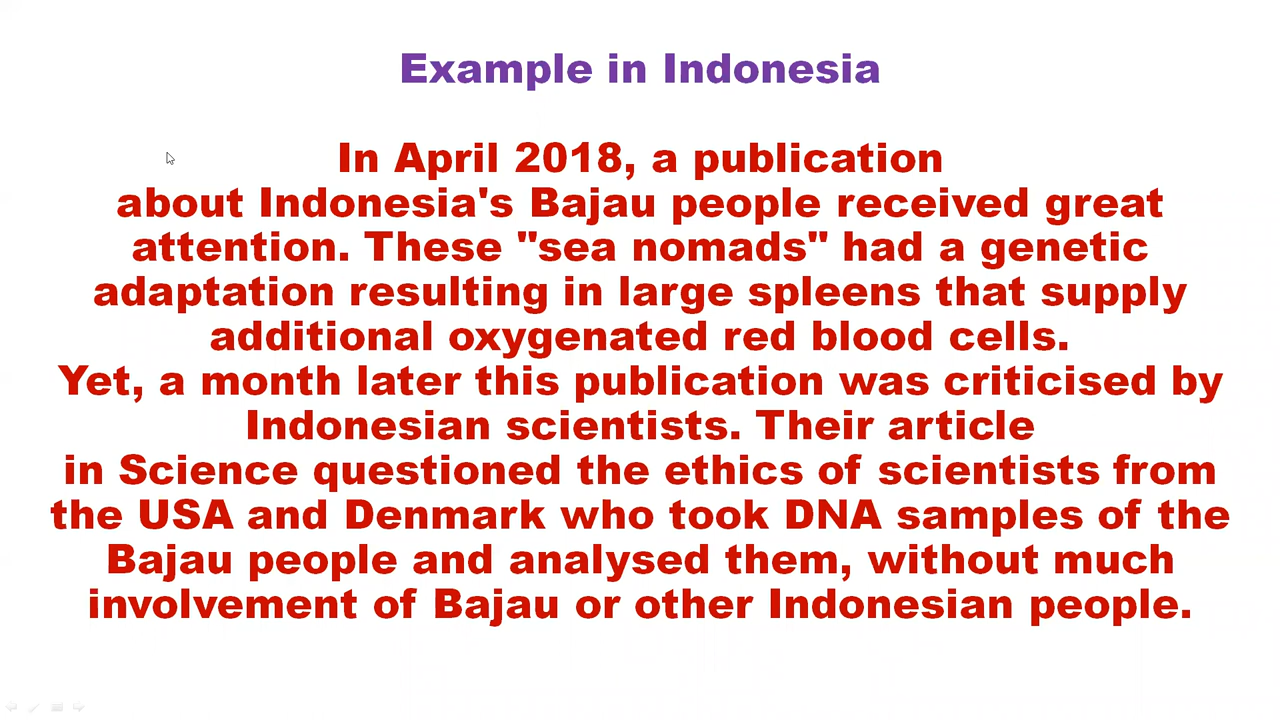 Example in Indonesia
In April 2018, a publication
about Indonesia's Bajau people received great
attention. These "sea nomads" had a genetic
adaptation resulting in large spleens that supply
additional oxygenated red blood cells.
Yet, a month later this publication was criticised by
Indonesian scientists. Their article
in Science questioned the ethics of scientists from
the USA and Denmark who took DNA samples of the
Bajau people and analysed them, without much
involvement of Bajau or other Indonesian people.